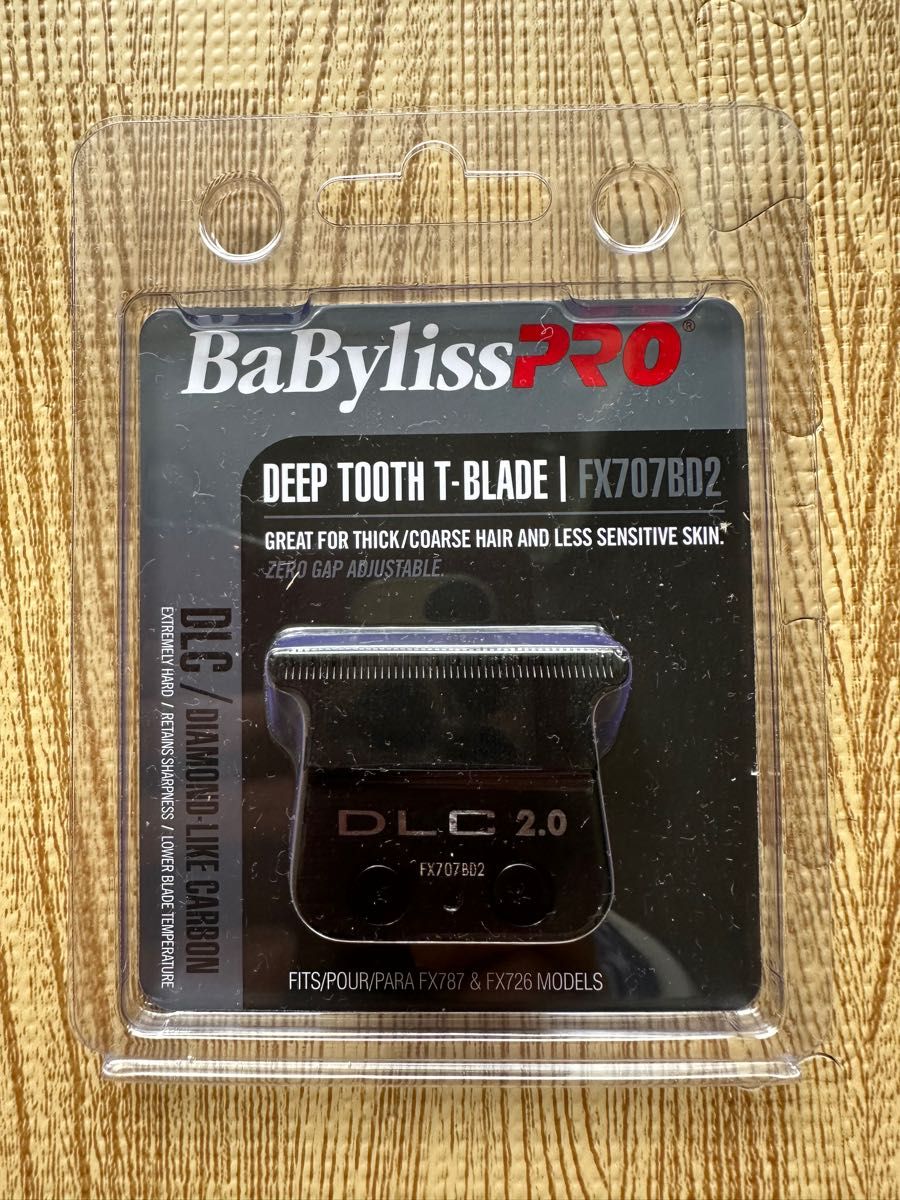 BaBylissPRO®
DEEP TOOTH T-BLADE | FX707BD2
GREAT FOR THICK/COARSE HAIR AND LESS SENSITIVE SKIN.
ZERO GAP ADJUSTABLE.
DLC / DIAMOND-LIKE CARBON
EXTREMELY HARD / RETAINS SHARPNESS / LOWER BLADE TEMPERATURE
DLC 2.0
FX707BD2
FITS/POUR/PARA FX787 & FX726 MODELS